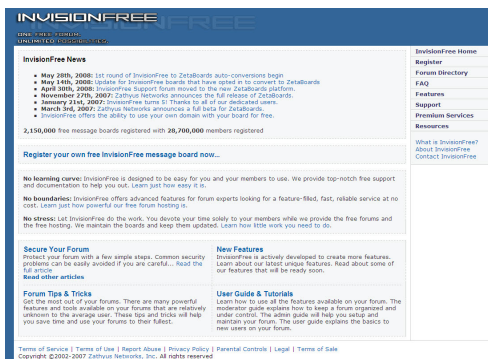 INVISIONFREE
ONE FREE FORUM.
UNLIMITED POSSIBILITIES.
InvisionFree News
May 28th, 2008: 1st round of InvisionFree to ZetaBoards auto-conversions begin
May 14th, 2008: Update for InvisionFree boards that have opted in to convert to ZetaBoards
April 30th, 2008: InvisionFree Support forum moved to the new ZetaBoards platform.
November 27th, 2007: Zathyus Networks announces the full release of ZetaBoards.
January 21st, 2007: InvisionFree turns 5! Thanks to all of our dedicated users.
March 3rd, 2007: Zathyus Networks announces a full beta for ZetaBoards.
InvisionFree offers the ability to use your own domain with your board for free.
2,150,000 free message boards registered with 28,700,000 members registered
Register your own free InvisionFree message board now...
No learning curve: InvisionFree is designed to be easy for you and your members to use. We provide top-notch free support
and documentation to help you out. Learn just how easy it is.
No boundaries: InvisionFree offers advanced features for forum experts looking for a feature-filled, fast, reliable service at no
cost. Learn just how powerful our free forum hosting is.
No stress: Let InvisionFree do the work. You devote your time solely to your members while we provide the free forums and
the free hosting. We maintain the boards and keep them updated. Learn how little work you need to do.
Secure Your Forum
Protect your forum with a few simple steps. Common security
problems can be easily avoided if you are careful... Read the
full article
Read other articles
New Features
InvisionFree is actively developed to create more features.
Learn about our latest unique features. Read about some of
our features that will be ready soon.
Forum Tips & Tricks
Get the most out of your forums. There are many powerful
features and tools available on your forums that are relatively
unknown to the average user. These tips and tricks will help
you save time and use your forums to their fullest.
User Guide & Tutorials
Learn how to use all the features available on your forum. The
moderator guide explains how to keep a forum organized and
under control. The admin guide will help you setup and
maintain your forum. The user guide explains the basics to
new users on your forum.
InvisionFree Home
Register
Forum Directory
FAQ
Features
Support
Premium Services
Resources
What is InvisionFree?
About InvisionFree
Contact InvisionFree
Terms of Service | Terms of Use | Report Abuse | Privacy Policy | Parental Controls | Legal | Terms of Sale
Copyright ©2002-2007 Zathyus Networks, Inc. All rights reserved